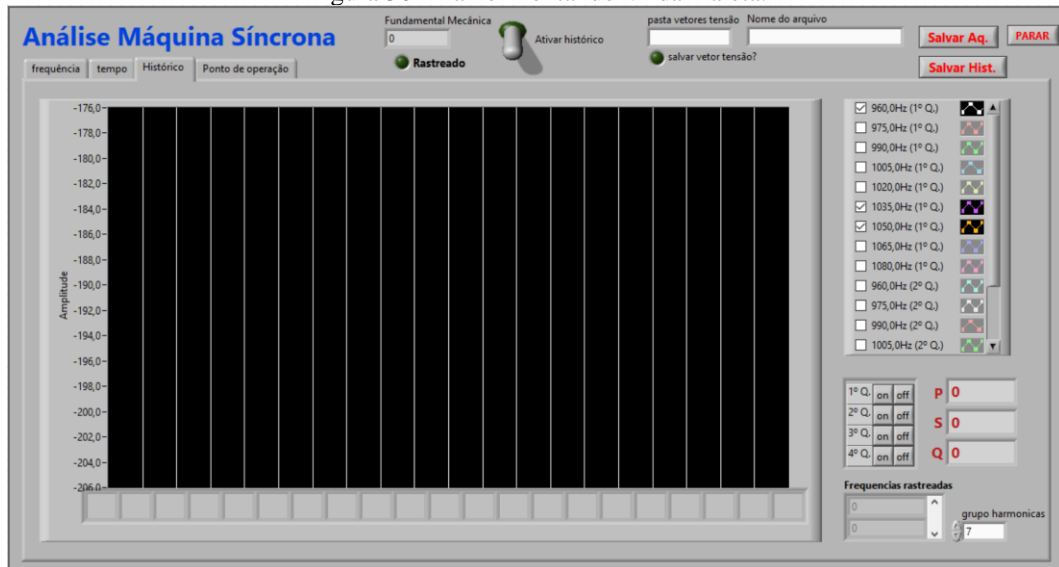 Fundamental Mecánica
pasta vetores tensão Nome do arquivo
Análise Máquina Síncrona
0
Ativar histórico
Salvar Aq.
PARAR
Rastreado
salvar vetor tensão?
Salvar Hist.
frequência tempo Histórico Ponto de operação
-176,0
-178,0
-180,0
-182,0
-184,0
-186,0
-188,0
-190,0
-192,0
-194,0
-196,0
-198,0
-200,0
-202,0
-204,0
-206,0
Amplitude
960,0Hz (1º Q.)
975,0Hz (1º Q.)
990,0Hz (1º Q.)
1005,0Hz (1º Q.)
1020,0Hz (1º Q.)
1035,0Hz (1º Q.)
1050,0Hz (1º Q.)
1065,0Hz (1º Q.)
1080,0Hz (1º Q.)
960,0Hz (2º Q.)
975,0Hz (2º Q.)
990,0Hz (2º Q.)
1005,0Hz (2º Q.)
1º Q. on off
2º Q. on off
3º Q. on off
4º Q. on off
P 0
S 0
Q 0
Frequencias rastreadas
0
0
grupo harmonicas
7